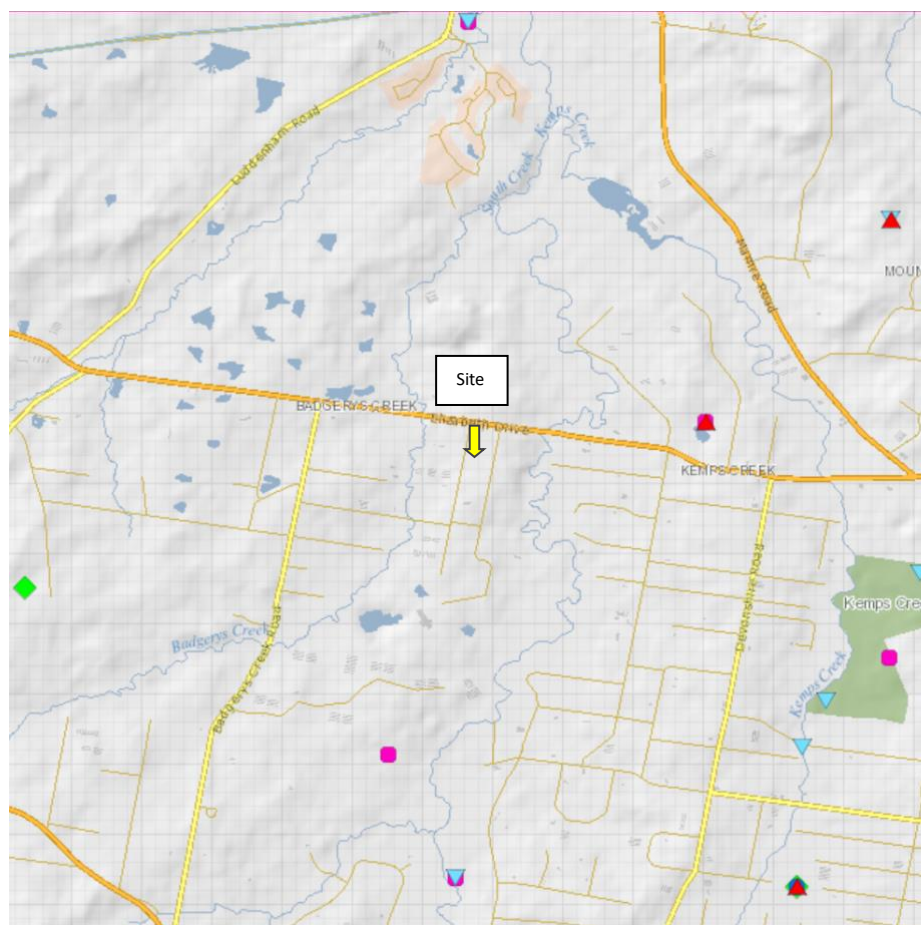 Luddenham Road
Kemps Creek
South Creek
Mamre Road
MOUN
Site
BADGERYS CREEK
Elizabeth Drive
KEMPS CREEK
Devonshire Road
Kemps Cre
Badgerys Creek
Badgerys Creek Road
Kemps Creek